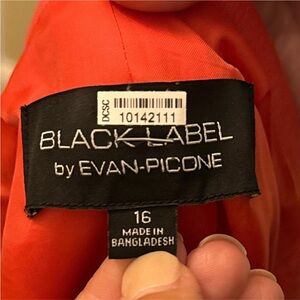 DCSC
10142111
BLACK LABEL
by EVAN-PICONE
16
MADE IN
BANGLADESH